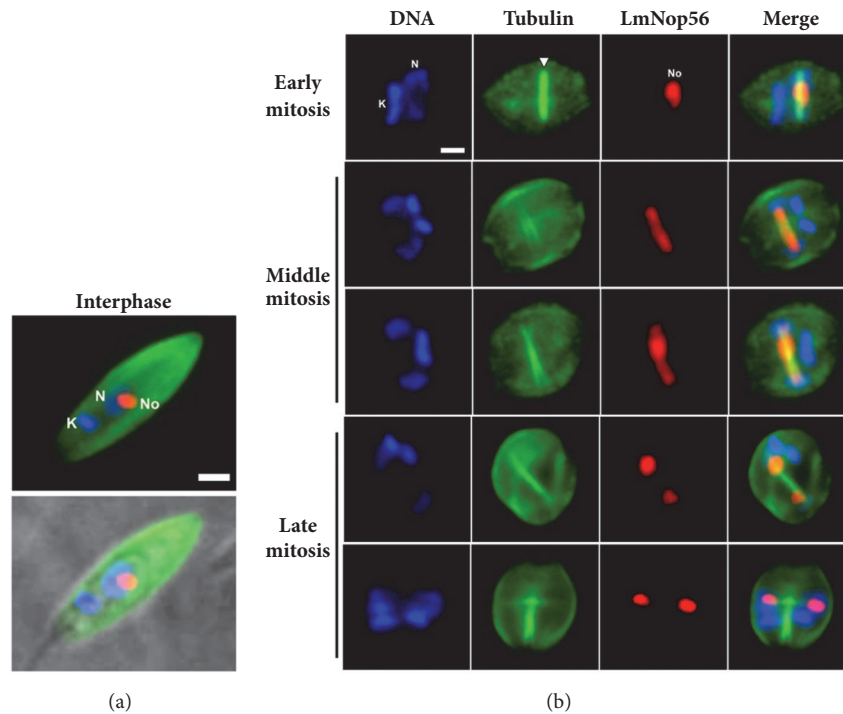 DNA
Tubulin
LmNop56
Merge
Early
mitosis
N
K
No
Middle
mitosis
Interphase
N
No
K
Late
mitosis
(a)
(b)